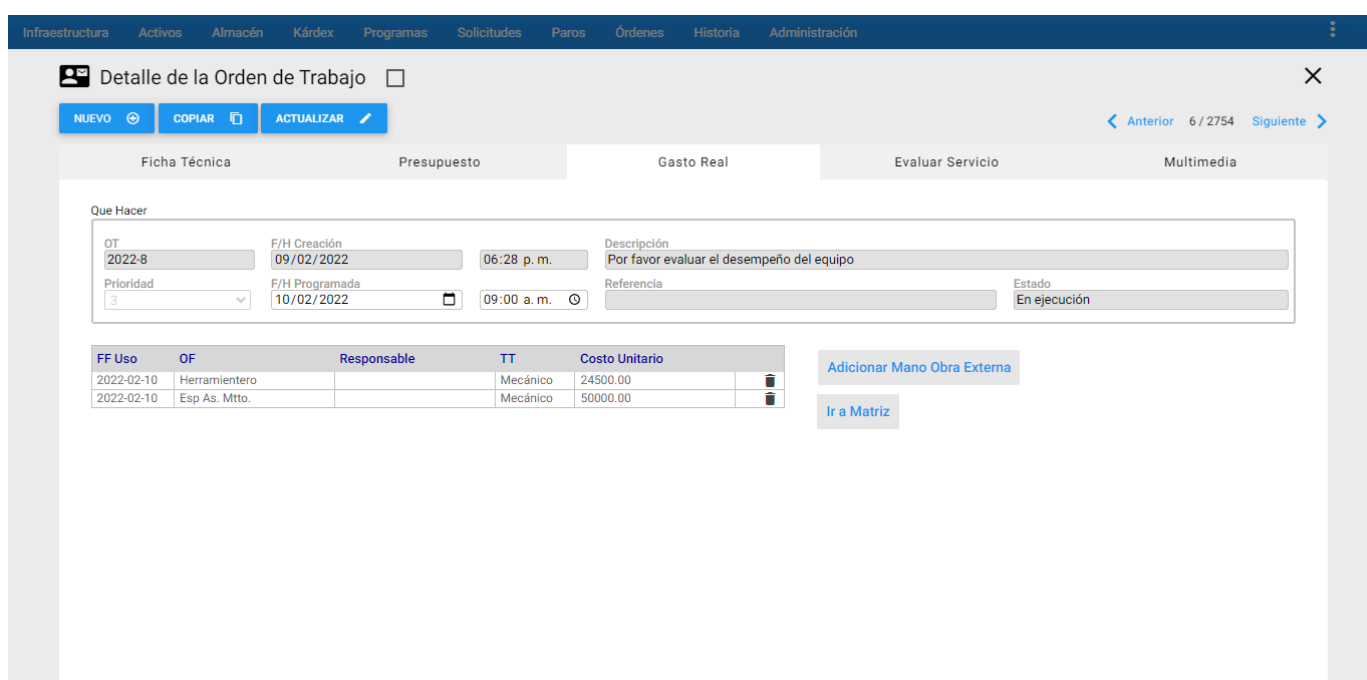 Infraestructura Activos Almacén Kárdex Programas Solicitudes Paros Órdenes Historia Administración
Detalle de la Orden de Trabajo
NUEVO COPIAR ACTUALIZAR Anterior 6 / 2754 Siguiente
Ficha Técnica Presupuesto Gasto Real Evaluar Servicio Multimedia
Que Hacer
OT F/H Creación Descripción
2022-8 09/02/2022 06:28 p. m. Por favor evaluar el desempeño del equipo
Prioridad F/H Programada Referencia Estado
3 10/02/2022 09:00 a. m. En ejecución
FF Uso OF Responsable TT Costo Unitario
2022-02-10 Herramientero Mecánico 24500.00
2022-02-10 Esp As. Mtto. Mecánico 50000.00
Adicionar Mano Obra Externa
Ir a Matriz